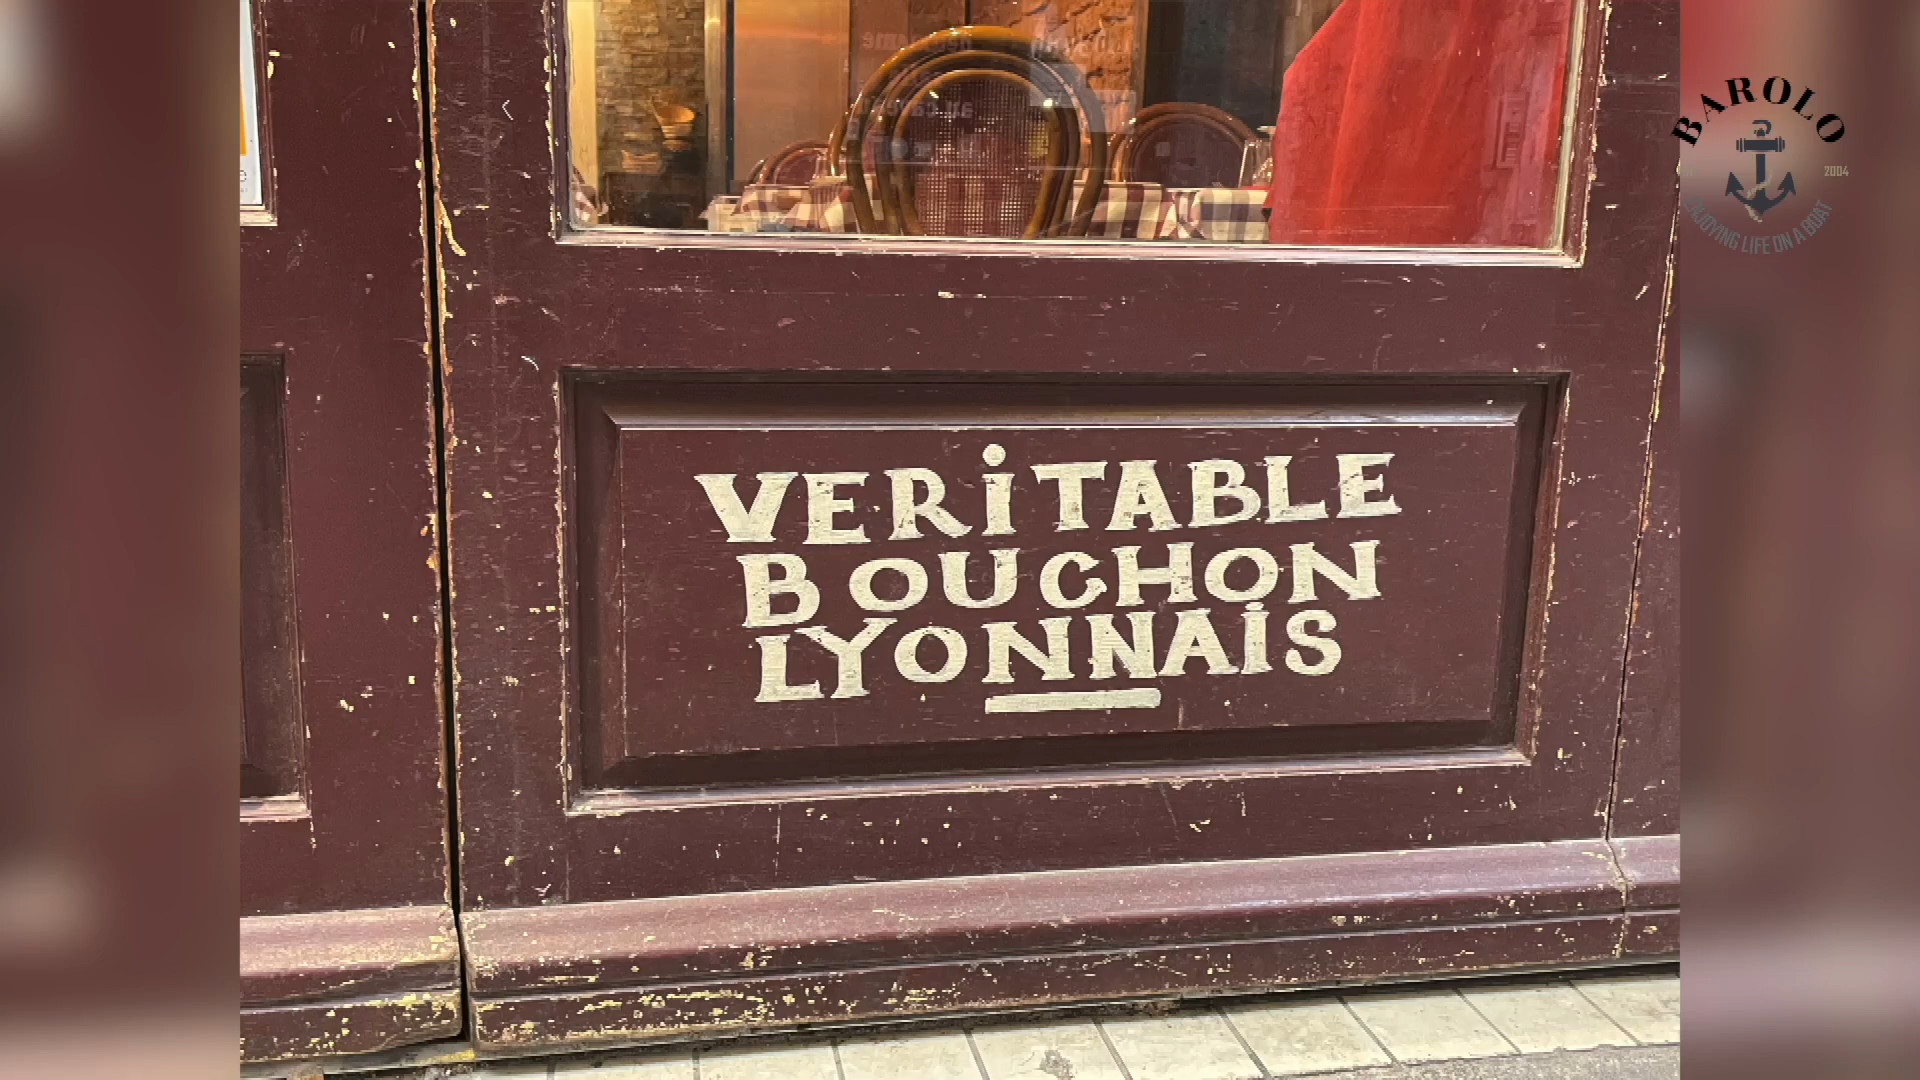 VERiTABLE
BOUCHON
LYONNAiS
BAROLO
2004
ENJOYING LIFE ON A BOAT